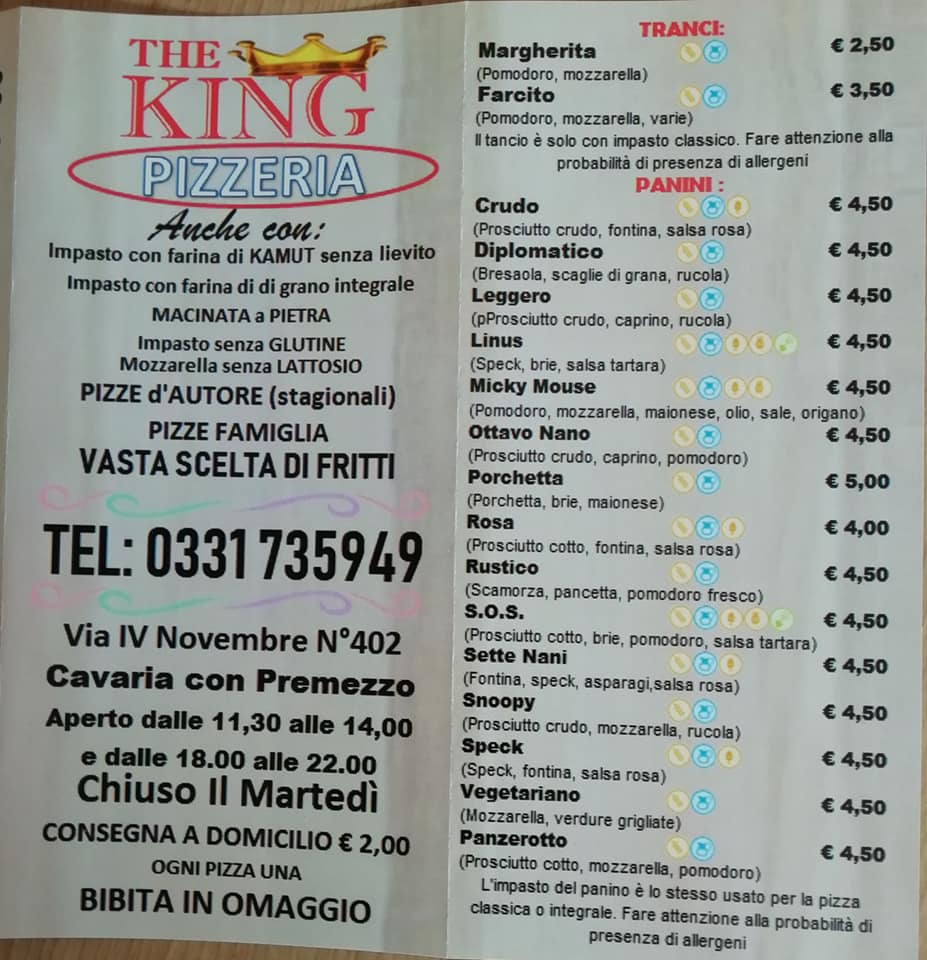 THE
KING
PIZZERIA
Anche con:
Impasto con farina di KAMUT senza lievito
Impasto con farina di di grano integrale
MACINATA a PIETRA
Impasto senza GLUTINE
Mozzarella senza LATTOSIO
PIZZE d'AUTORE (stagionali)
PIZZE FAMIGLIA
VASTA SCELTA DI FRITTI
TEL: 0331 735949
Via IV Novembre N°402
Cavaria con Premezzo
Aperto dalle 11,30 alle 14,00
e dalle 18.00 alle 22.00
Chiuso Il Martedì
CONSEGNA A DOMICILIO € 2,00
OGNI PIZZA UNA
BIBITA IN OMAGGIO
TRANCI:
Margherita € 2,50
(Pomodoro, mozzarella)
Farcito € 3,50
(Pomodoro, mozzarella, varie)
Il tancio è solo con impasto classico. Fare attenzione alla
probabilità di presenza di allergeni
PANINI :
Crudo € 4,50
(Prosciutto crudo, fontina, salsa rosa)
Diplomatico € 4,50
(Bresaola, scaglie di grana, rucola)
Leggero € 4,50
(pProsciutto crudo, caprino, rucola)
Linus € 4,50
(Speck, brie, salsa tartara)
Micky Mouse € 4,50
(Pomodoro, mozzarella, maionese, olio, sale, origano)
Ottavo Nano € 4,50
(Prosciutto crudo, caprino, pomodoro)
Porchetta € 5,00
(Porchetta, brie, maionese)
Rosa € 4,00
(Prosciutto cotto, fontina, salsa rosa)
Rustico € 4,50
(Scamorza, pancetta, pomodoro fresco)
S.O.S. € 4,50
(Prosciutto cotto, brie, pomodoro, salsa tartara)
Sette Nani € 4,50
(Fontina, speck, asparagi,salsa rosa)
Snoopy € 4,50
(Prosciutto crudo, mozzarella, rucola)
Speck € 4,50
(Speck, fontina, salsa rosa)
Vegetariano € 4,50
(Mozzarella, verdure grigliate)
Panzerotto € 4,50
(Prosciutto cotto, mozzarella, pomodoro)
L'impasto del panino è lo stesso usato per la pizza
classica o integrale. Fare attenzione alla probabilità di
presenza di allergeni